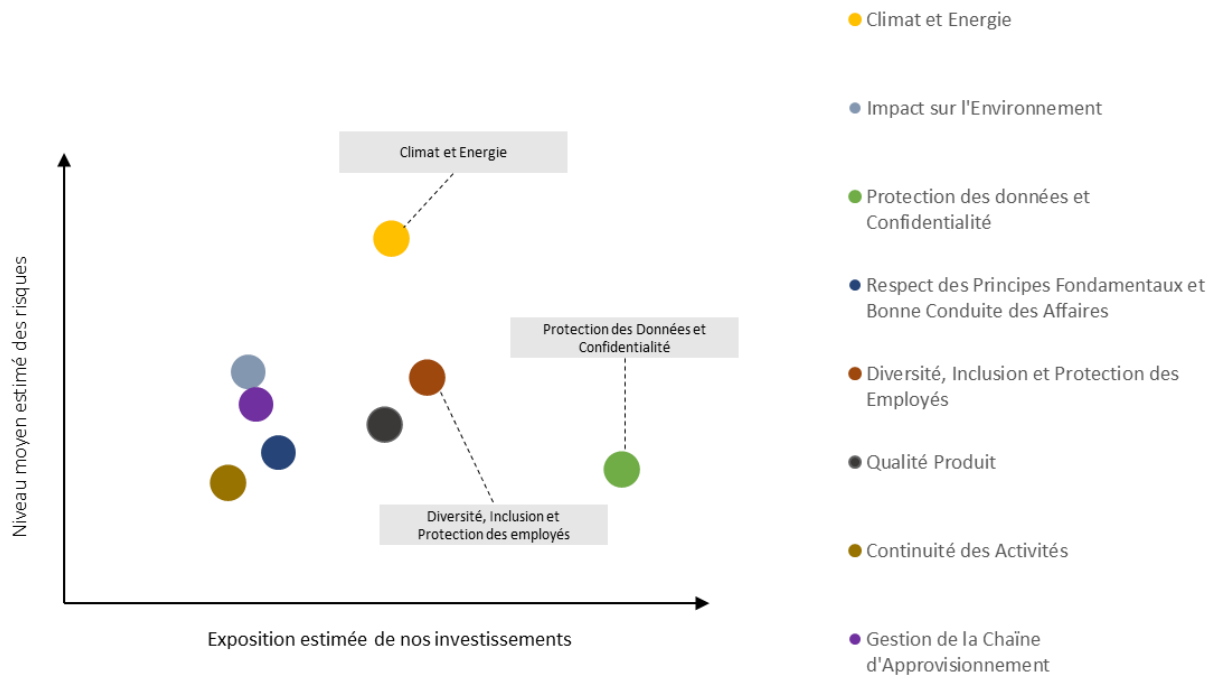 Climat et Energie
Protection des Données et
Confidentialité
Diversité, Inclusion et
Protection des employés
Niveau moyen estimé des risques
Exposition estimée de nos investissements
Climat et Energie
Impact sur l'Environnement
Protection des données et
Confidentialité
Respect des Principes Fondamentaux et
Bonne Conduite des Affaires
Diversité, Inclusion et Protection des
Employés
Qualité Produit
Continuité des Activités
Gestion de la Chaîne
d'Approvisionnement